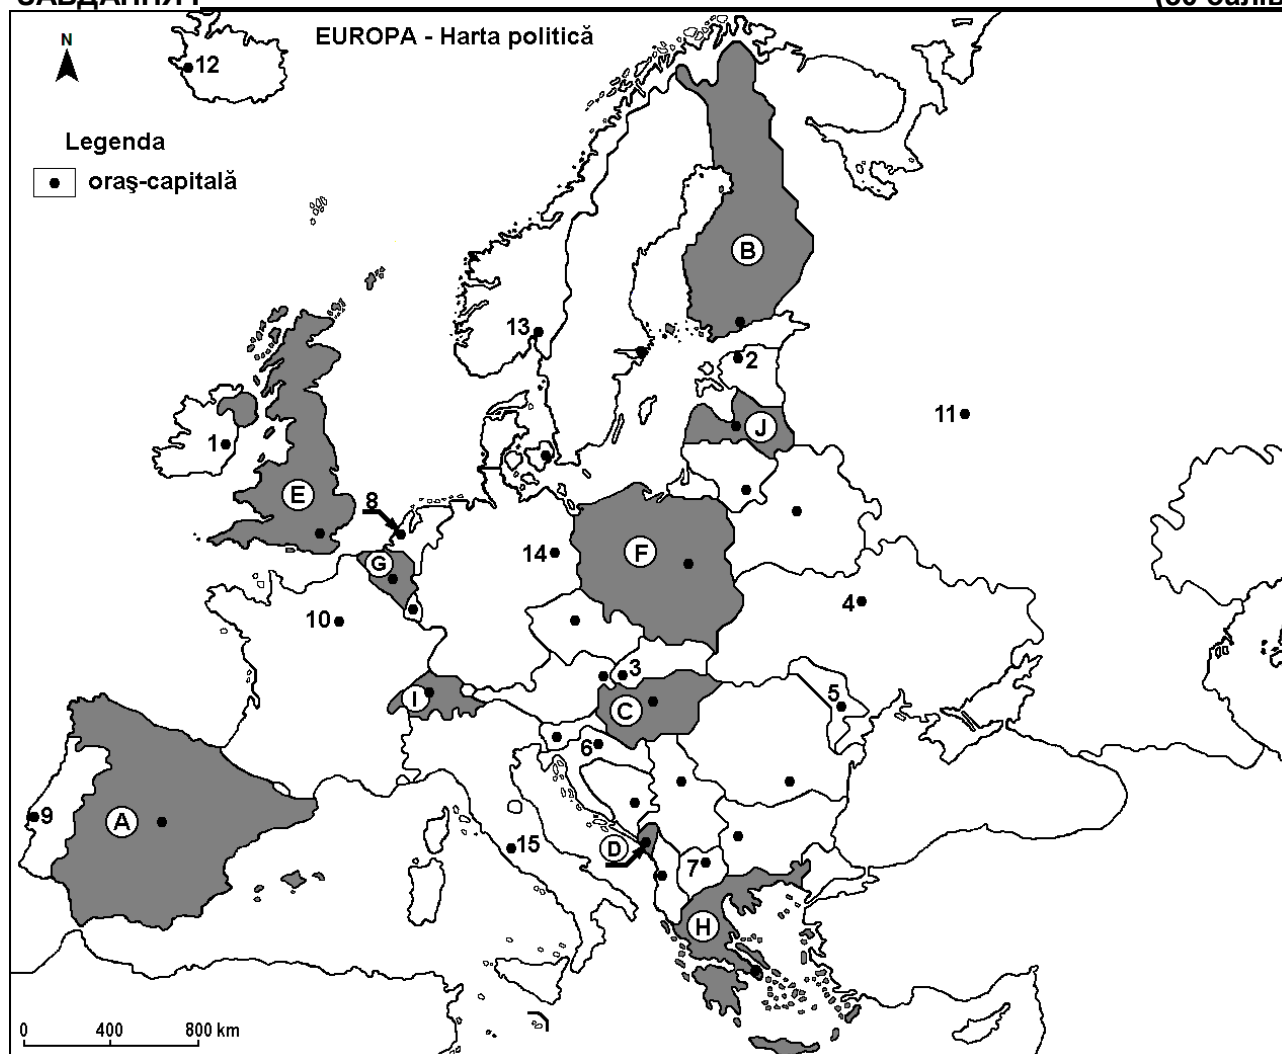 ЗАВДАННЯ I
EUROPA - Harta politică
N
12
Legenda
oraş-capitală
B
13
2
11
J
1
E
8
F
G
14
4
10
3
I
C
5
6
9
A
15
D
7
H
0 400 800 km